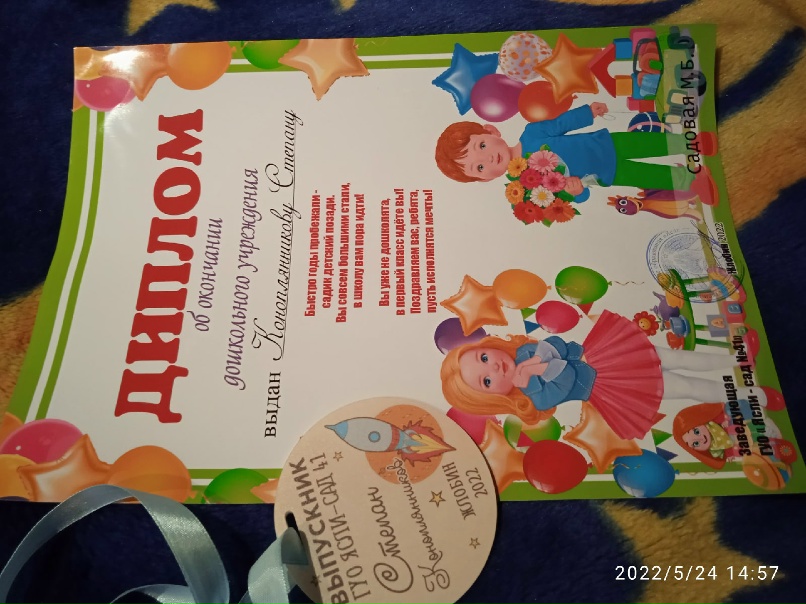 ДИПЛОМ
об окончании
дошкольного учреждения
выдан Коноплянникову Степану
Быстро годы пробежали -
садик детский позади.
Вы совсем большими стали,
в школу вам пора идти!
Вы уже не дошколята,
в первый класс идёте вы!
Поздравляем вас, ребята,
пусть исполнятся мечты!
Заведующая
ГУО «Ясли - сад №41
Садовая М.Б.
Жлобин 2022
ВЫПУСКНИК
ГУО ЯСЛИ-САД 41
Степан
Коноплянников
ЖЛОБИН
2022
2022/5/24 14:57